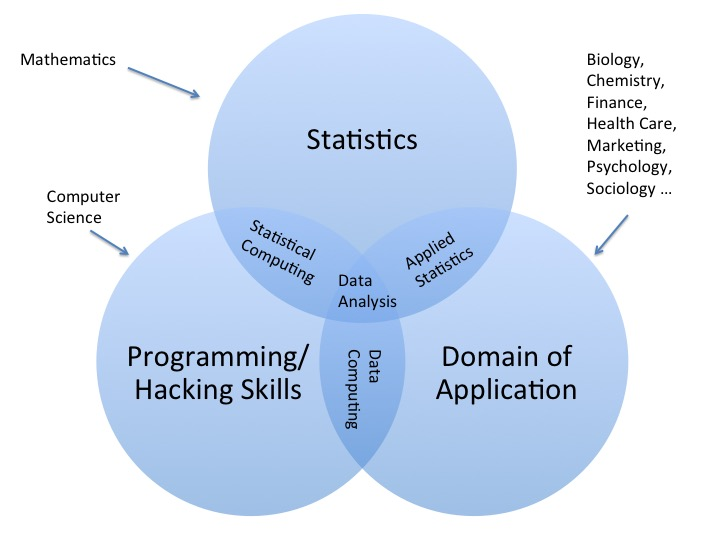 Mathematics
Biology,
Chemistry,
Finance,
Health Care,
Marketing,
Psychology,
Sociology ...
Statistics
Computer
Science
Statistical
Computing
Applied
Statistics
Data
Analysis
Programming/
Hacking Skills
Data
Computing
Domain of
Application